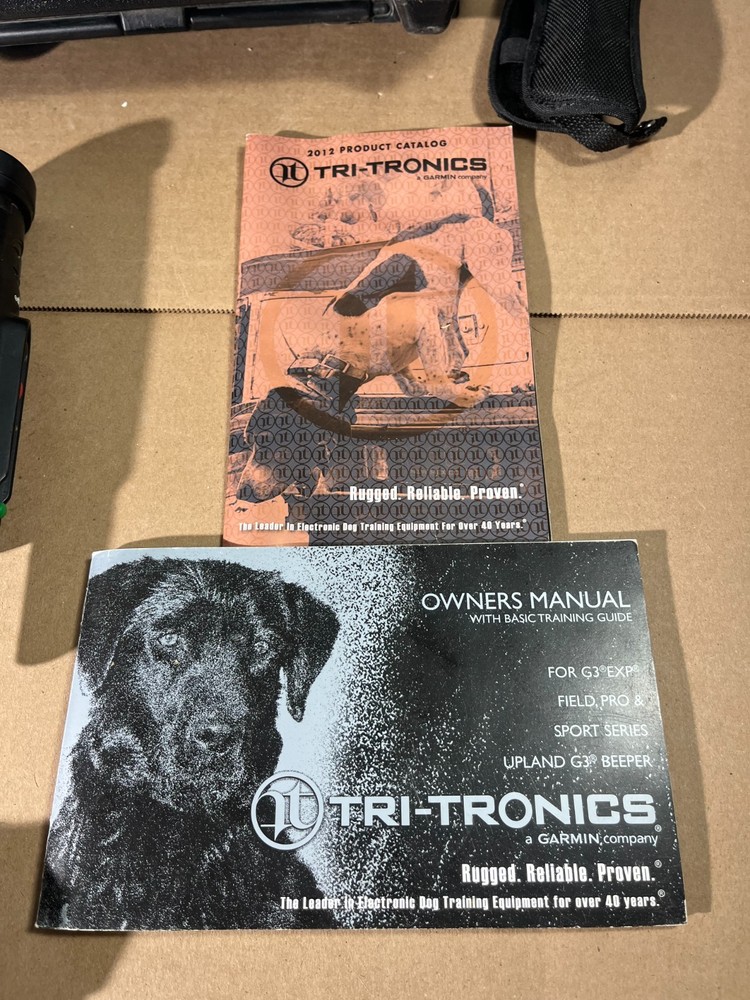 2012 PRODUCT CATALOG
TRI-TRONICS
a GARMIN company
Rugged. Reliable. Proven.®
The Leader in Electronic Dog Training Equipment For Over 40 Years.®
OWNERS MANUAL
WITH BASIC TRAINING GUIDE
FOR G3® EXP®
FIELD, PRO &
SPORT SERIES
UPLAND G3® BEEPER
TRI-TRONICS®
a GARMIN company
Rugged. Reliable. Proven.®
The Leader in Electronic Dog Training Equipment for over 40 years.®